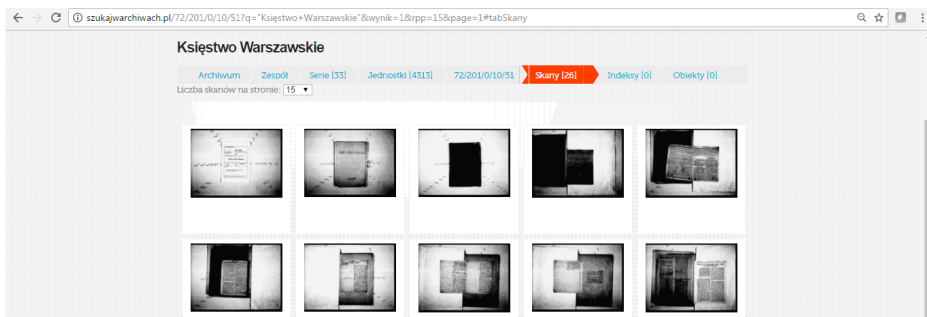 szukajwarchiwach.pl/72/201/0/10/51?q="Księstwo+Warszawskie"&wynik=1&rpp=15&page=1#tabSkany
Księstwo Warszawskie
Archiwum Zespół Serie [33] Jednostki [4313] 72/201/0/10/51 Skany [26] Indeksy [0] Obiekty [0]
Liczba skanów na stronie: 15